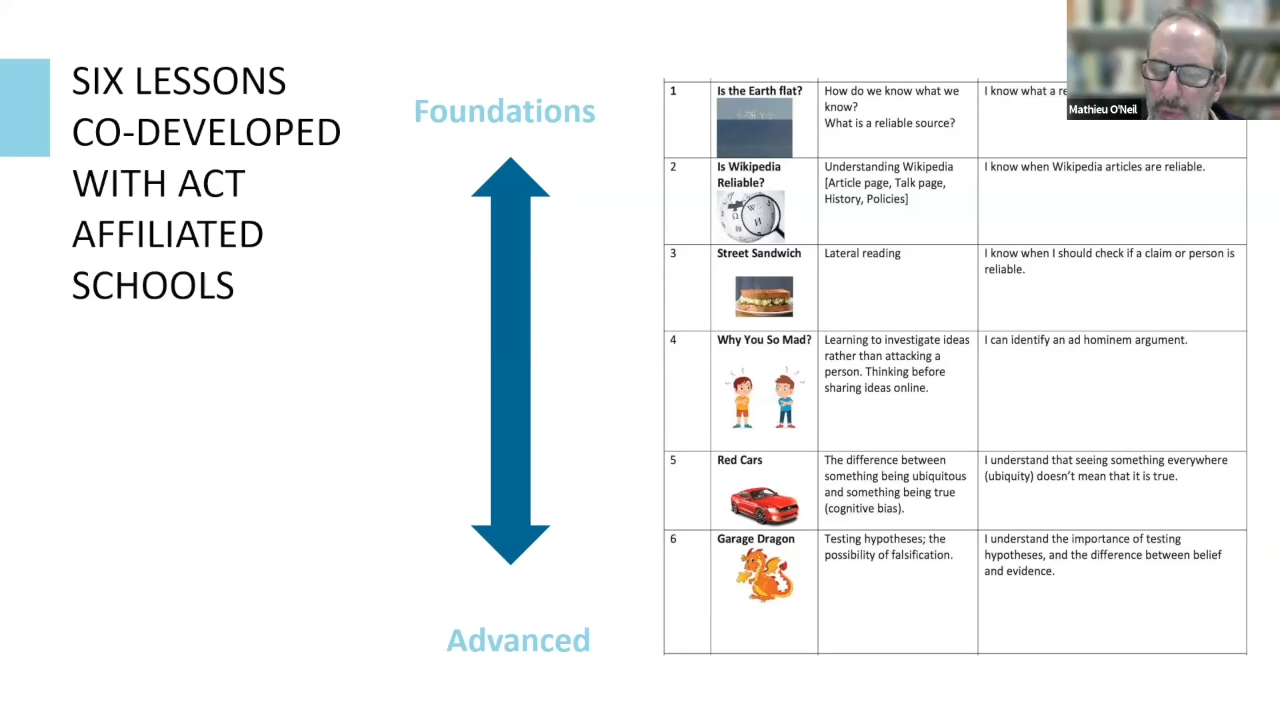 SIX LESSONS
CO-DEVELOPED
WITH ACT
AFFILIATED
SCHOOLS
Foundations
Advanced
1
Is the Earth flat?
How do we know what we
know?
What is a reliable source?
I know what a
Mathieu O'Neil
2
Is Wikipedia
Reliable?
Understanding Wikipedia
[Article page, Talk page,
History, Policies]
I know when Wikipedia articles are reliable.
3
Street Sandwich
Lateral reading
I know when I should check if a claim or person is
reliable.
4
Why You So Mad?
Learning to investigate ideas
rather than attacking a
person. Thinking before
sharing ideas online.
I can identify an ad hominem argument.
5
Red Cars
The difference between
something being ubiquitous
and something being true
(cognitive bias).
I understand that seeing something everywhere
(ubiquity) doesn't mean that it is true.
6
Garage Dragon
Testing hypotheses; the
possibility of falsification.
I understand the importance of testing
hypotheses, and the difference between belief
and evidence.